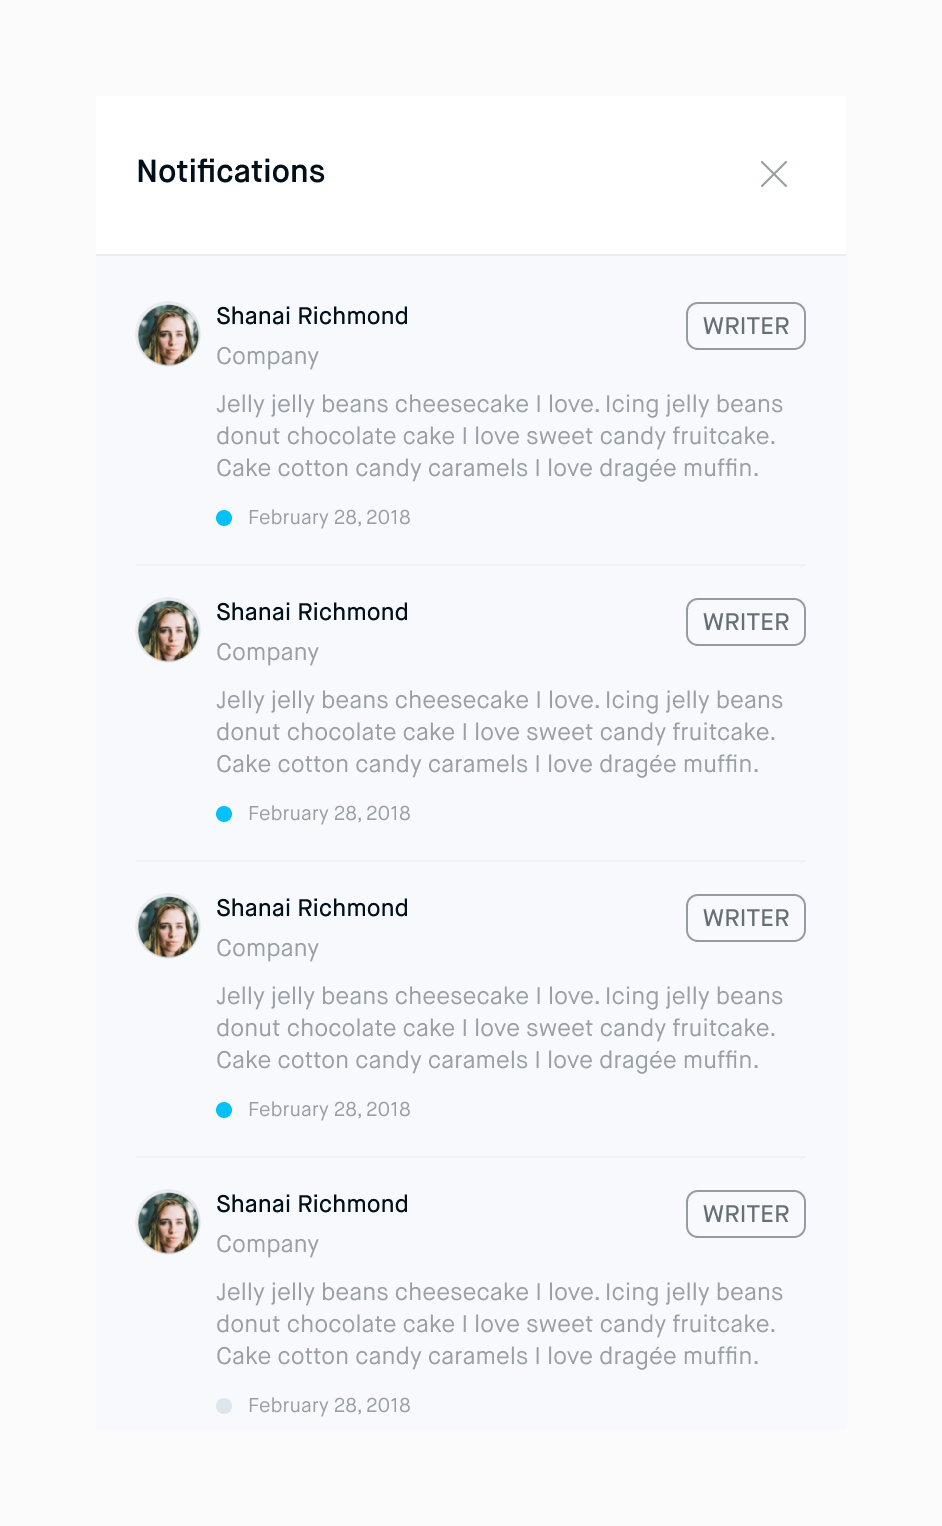 Notifications
Shanai Richmond
WRITER
Company
Jelly jelly beans cheesecake I love. Icing jelly beans
donut chocolate cake I love sweet candy fruitcake.
Cake cotton candy caramels I love dragée muffin.
February 28, 2018
Shanai Richmond
WRITER
Company
Jelly jelly beans cheesecake I love. Icing jelly beans
donut chocolate cake I love sweet candy fruitcake.
Cake cotton candy caramels I love dragée muffin.
February 28, 2018
Shanai Richmond
WRITER
Company
Jelly jelly beans cheesecake I love. Icing jelly beans
donut chocolate cake I love sweet candy fruitcake.
Cake cotton candy caramels I love dragée muffin.
February 28, 2018
Shanai Richmond
WRITER
Company
Jelly jelly beans cheesecake I love. Icing jelly beans
donut chocolate cake I love sweet candy fruitcake.
Cake cotton candy caramels I love dragée muffin.
February 28, 2018